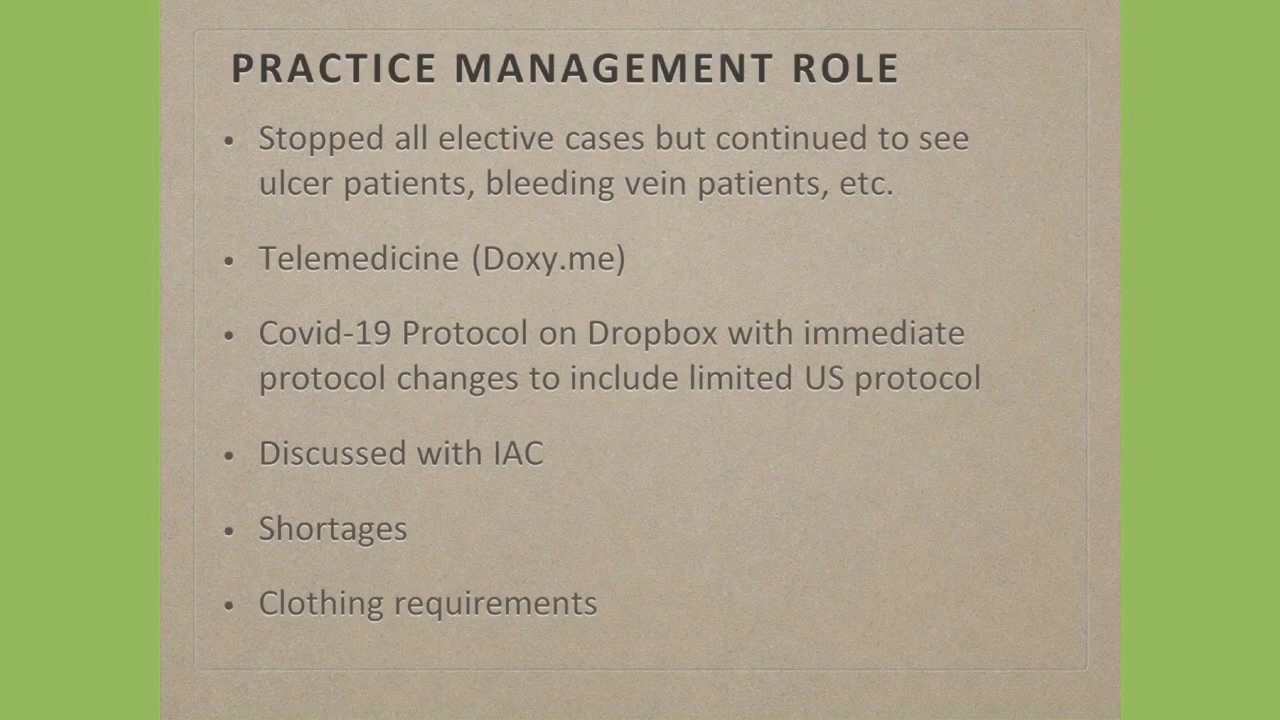 PRACTICE MANAGEMENT ROLE
• Stopped all elective cases but continued to see
ulcer patients, bleeding vein patients, etc.
• Telemedicine (Doxy.me)
• Covid-19 Protocol on Dropbox with immediate
protocol changes to include limited US protocol
• Discussed with IAC
• Shortages
• Clothing requirements